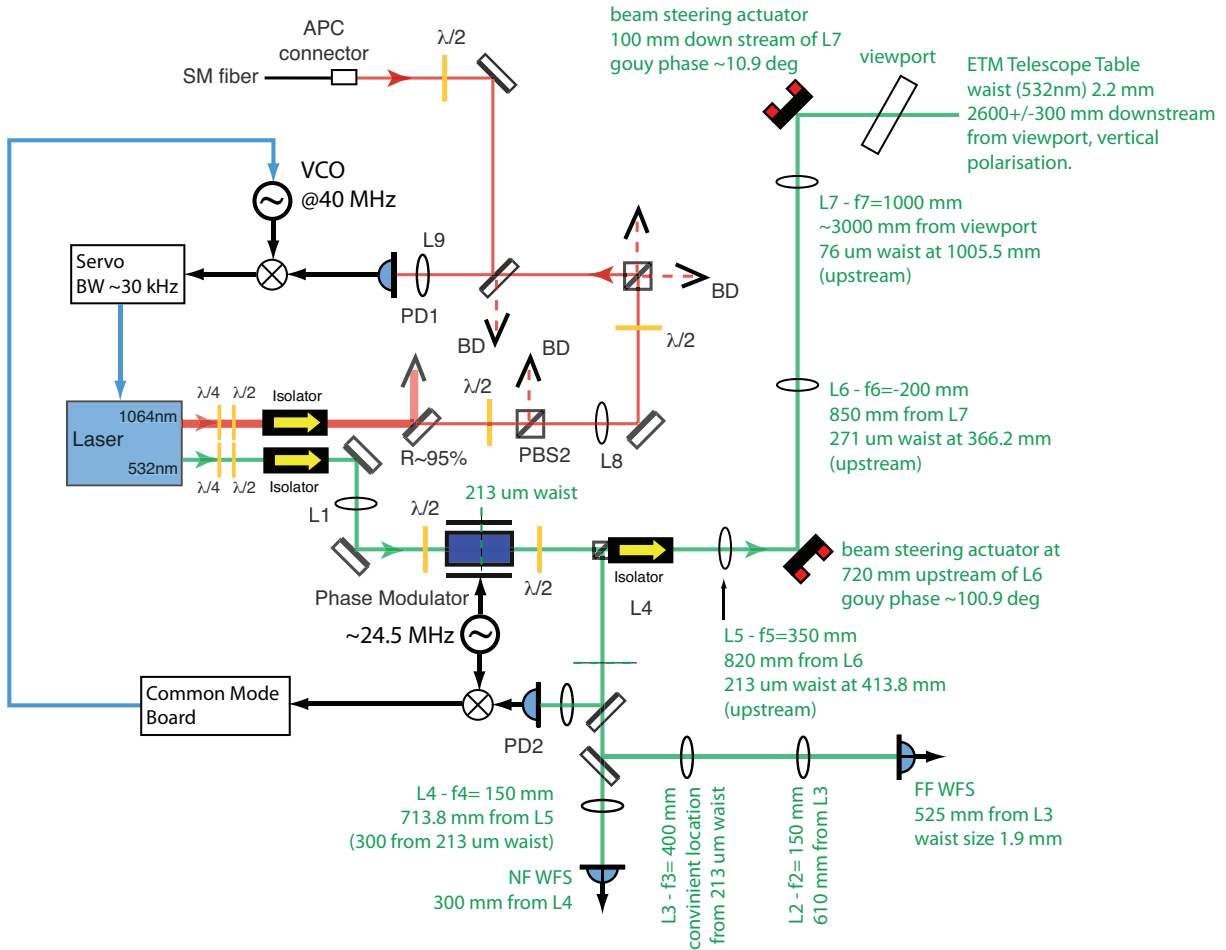 APC
connector
SM fiber
λ/2
beam steering actuator
100 mm down stream of L7
gouy phase ~10.9 deg
viewport
ETM Telescope Table
waist (532nm) 2.2 mm
2600+/-300 mm downstream
from viewport, vertical
polarisation.
VCO
@40 MHz
L7 - f7=1000 mm
~3000 mm from viewport
76 um waist at 1005.5 mm
(upstream)
Servo
BW ~30 kHz
L9
PD1
BD
BD
BD
λ/2
λ/2
L6 - f6=-200 mm
850 mm from L7
271 um waist at 366.2 mm
(upstream)
Laser
1064nm
532nm
λ/4
λ/2
Isolator
R~95%
PBS2
L8
λ/4
λ/2
Isolator
L1
213 um waist
λ/2
λ/2
Phase Modulator
Isolator
L4
beam steering actuator at
720 mm upstream of L6
gouy phase ~100.9 deg
~24.5 MHz
L5 - f5=350 mm
820 mm from L6
213 um waist at 413.8 mm
(upstream)
Common Mode
Board
PD2
L4 - f4= 150 mm
713.8 mm from L5
(300 from 213 um waist)
NF WFS
300 mm from L4
L3 - f3= 400 mm
convinient location
from 213 um waist
L2 - f2= 150 mm
610 mm from L3
FF WFS
525 mm from L3
waist size 1.9 mm